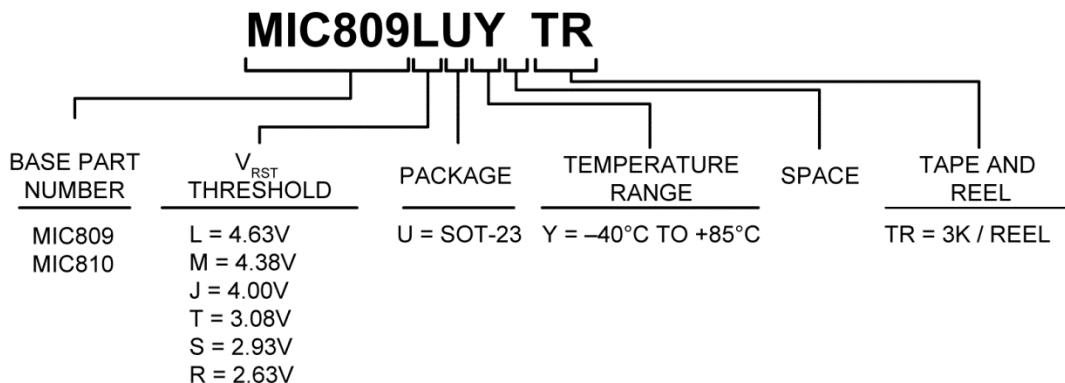 MIC809LUY TR
BASE PART
NUMBER
MIC809
MIC810
VRST
THRESHOLD
L = 4.63V
M = 4.38V
J = 4.00V
T = 3.08V
S = 2.93V
R = 2.63V
PACKAGE
U = SOT-23
TEMPERATURE
RANGE
Y = –40°C TO +85°C
SPACE
TAPE AND
REEL
TR = 3K / REEL